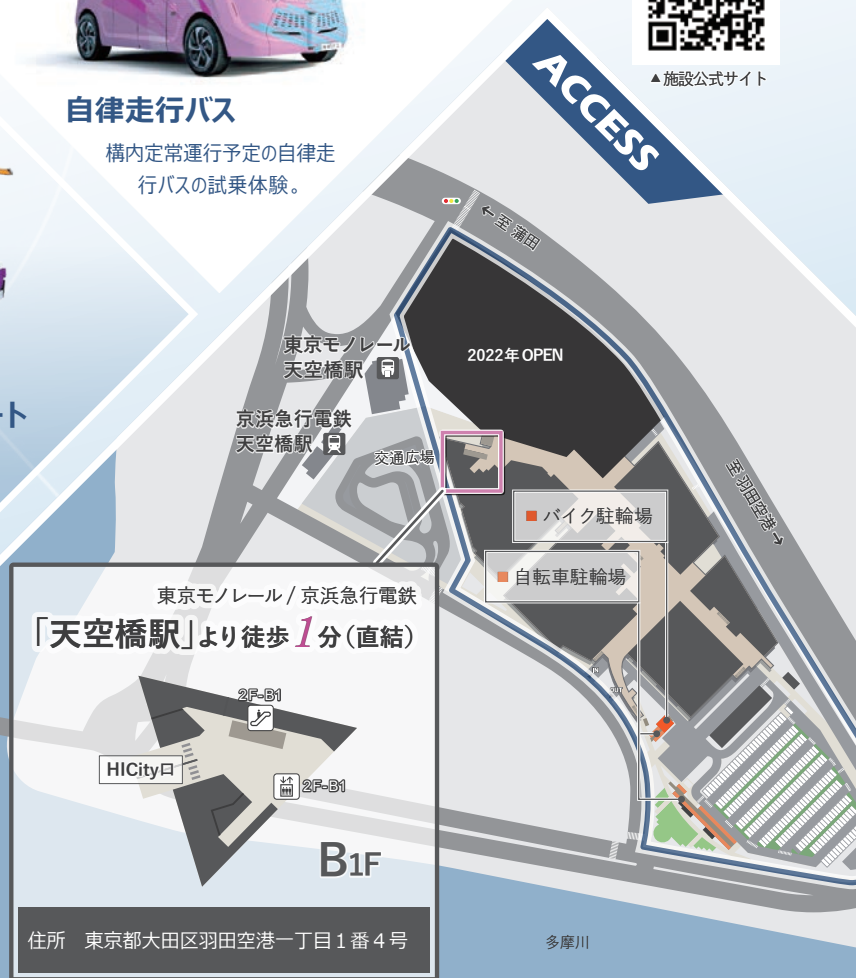 ▲施設公式サイト
ACCESS
自律走行バス
構内定常運行予定の自律走
行バスの試乗体験。
ート
← 至 蒲田
2022年OPEN
東京モノレール
天空橋駅
京浜急行電鉄
天空橋駅
交通広場
至 羽田空港 →
バイク駐輪場
自転車駐輪場
IN
OUT
東京モノレール / 京浜急行電鉄
「天空橋駅」より徒歩1分(直結)
2F-B1
HICity口
2F-B1
B1F
住所　東京都大田区羽田空港一丁目1番4号
多摩川